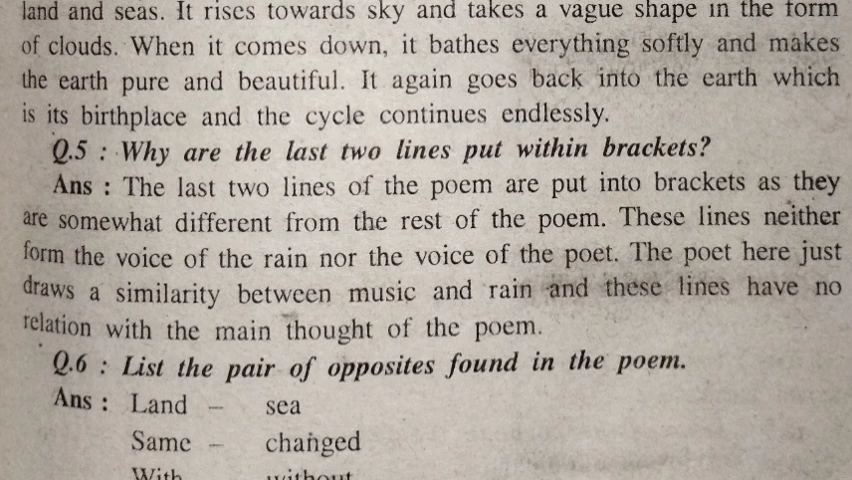 land and seas. It rises towards sky and takes a vague shape in the form
of clouds. When it comes down, it bathes everything softly and makes
the earth pure and beautiful. It again goes back into the earth which
is its birthplace and the cycle continues endlessly.
Q.5 : Why are the last two lines put within brackets?
Ans : The last two lines of the poem are put into brackets as they
are somewhat different from the rest of the poem. These lines neither
form the voice of the rain nor the voice of the poet. The poet here just
draws a similarity between music and rain and these lines have no
relation with the main thought of the poem.
Q.6 : List the pair of opposites found in the poem.
Ans : Land – sea
Same – changed
With without